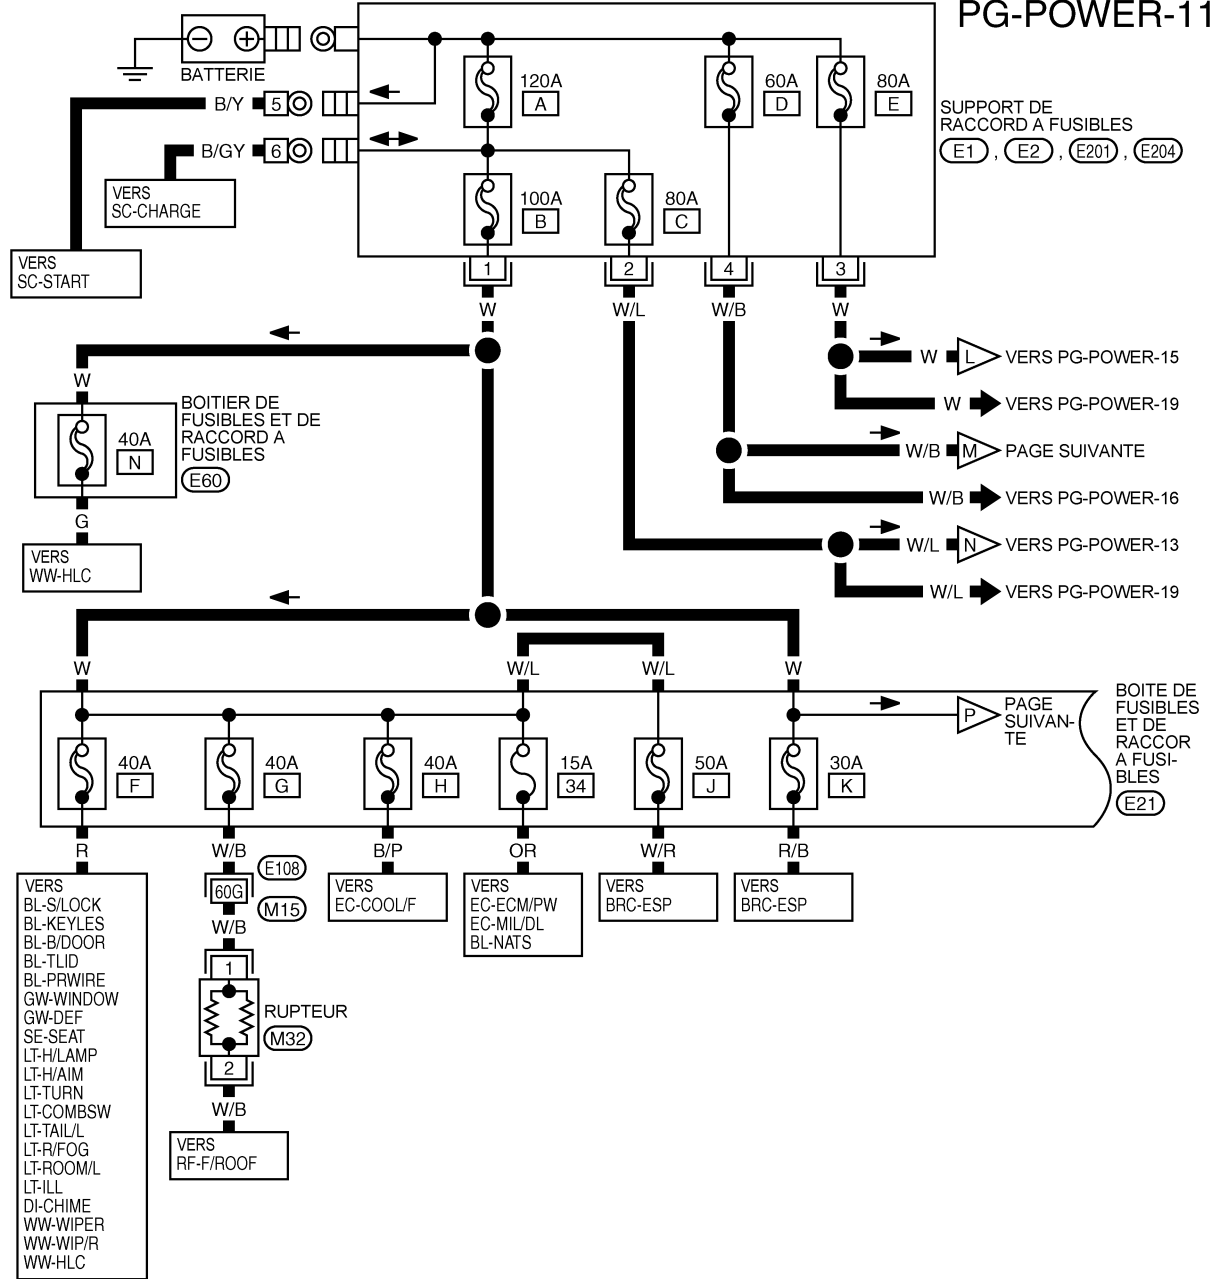 PG-POWER-11
BATTERIE
120A
A
60A
D
80A
E
B/Y
5
B/GY
6
SUPPORT DE
RACCORD A FUSIBLES
E1 , E2 , E201 , E204
VERS
SC-CHARGE
100A
B
80A
C
VERS
SC-START
1
2
4
3
W
W/L
W/B
W
W
L
VERS PG-POWER-15
W
VERS PG-POWER-19
W
BOITIER DE
FUSIBLES ET DE
RACCORD A
FUSIBLES
E60
40A
N
W/B
M
PAGE SUIVANTE
W/B
VERS PG-POWER-16
G
VERS
WW-HLC
W/L
N
VERS PG-POWER-13
W/L
VERS PG-POWER-19
W
W/L
W/L
W
P
PAGE
SUIVAN-
TE
BOITE DE
FUSIBLES
ET DE
RACCOR
A FUSI-
BLES
E21
40A
F
40A
G
40A
H
15A
34
50A
J
30A
K
R
W/B
B/P
OR
W/R
R/B
E108
60G
M15
W/B
1
RUPTEUR
M32
2
W/B
VERS
RF-F/ROOF
VERS
EC-COOL/F
VERS
EC-ECM/PW
EC-MIL/DL
BL-NATS
VERS
BRC-ESP
VERS
BRC-ESP
VERS
BL-S/LOCK
BL-KEYLES
BL-B/DOOR
BL-TLID
BL-PRWIRE
GW-WINDOW
GW-DEF
SE-SEAT
LT-H/LAMP
LT-H/AIM
LT-TURN
LT-COMBSW
LT-TAIL/L
LT-R/FOG
LT-ROOM/L
LT-ILL
DI-CHIME
WW-WIPER
WW-WIP/R
WW-HLC